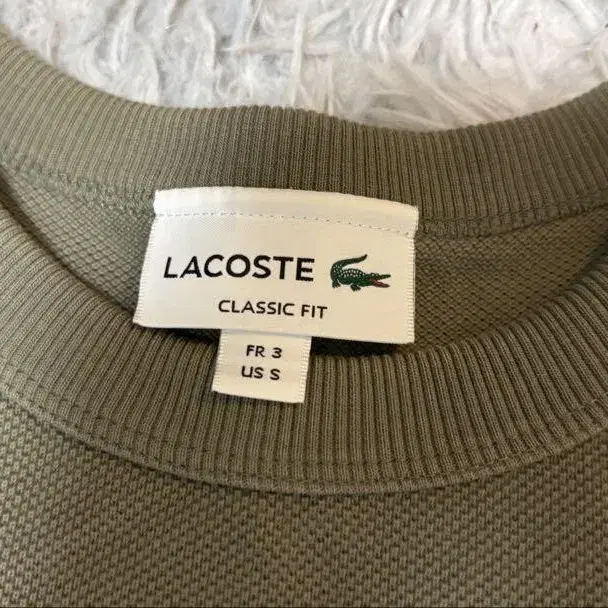 LACOSTE
CLASSIC FIT
FR 3
US S